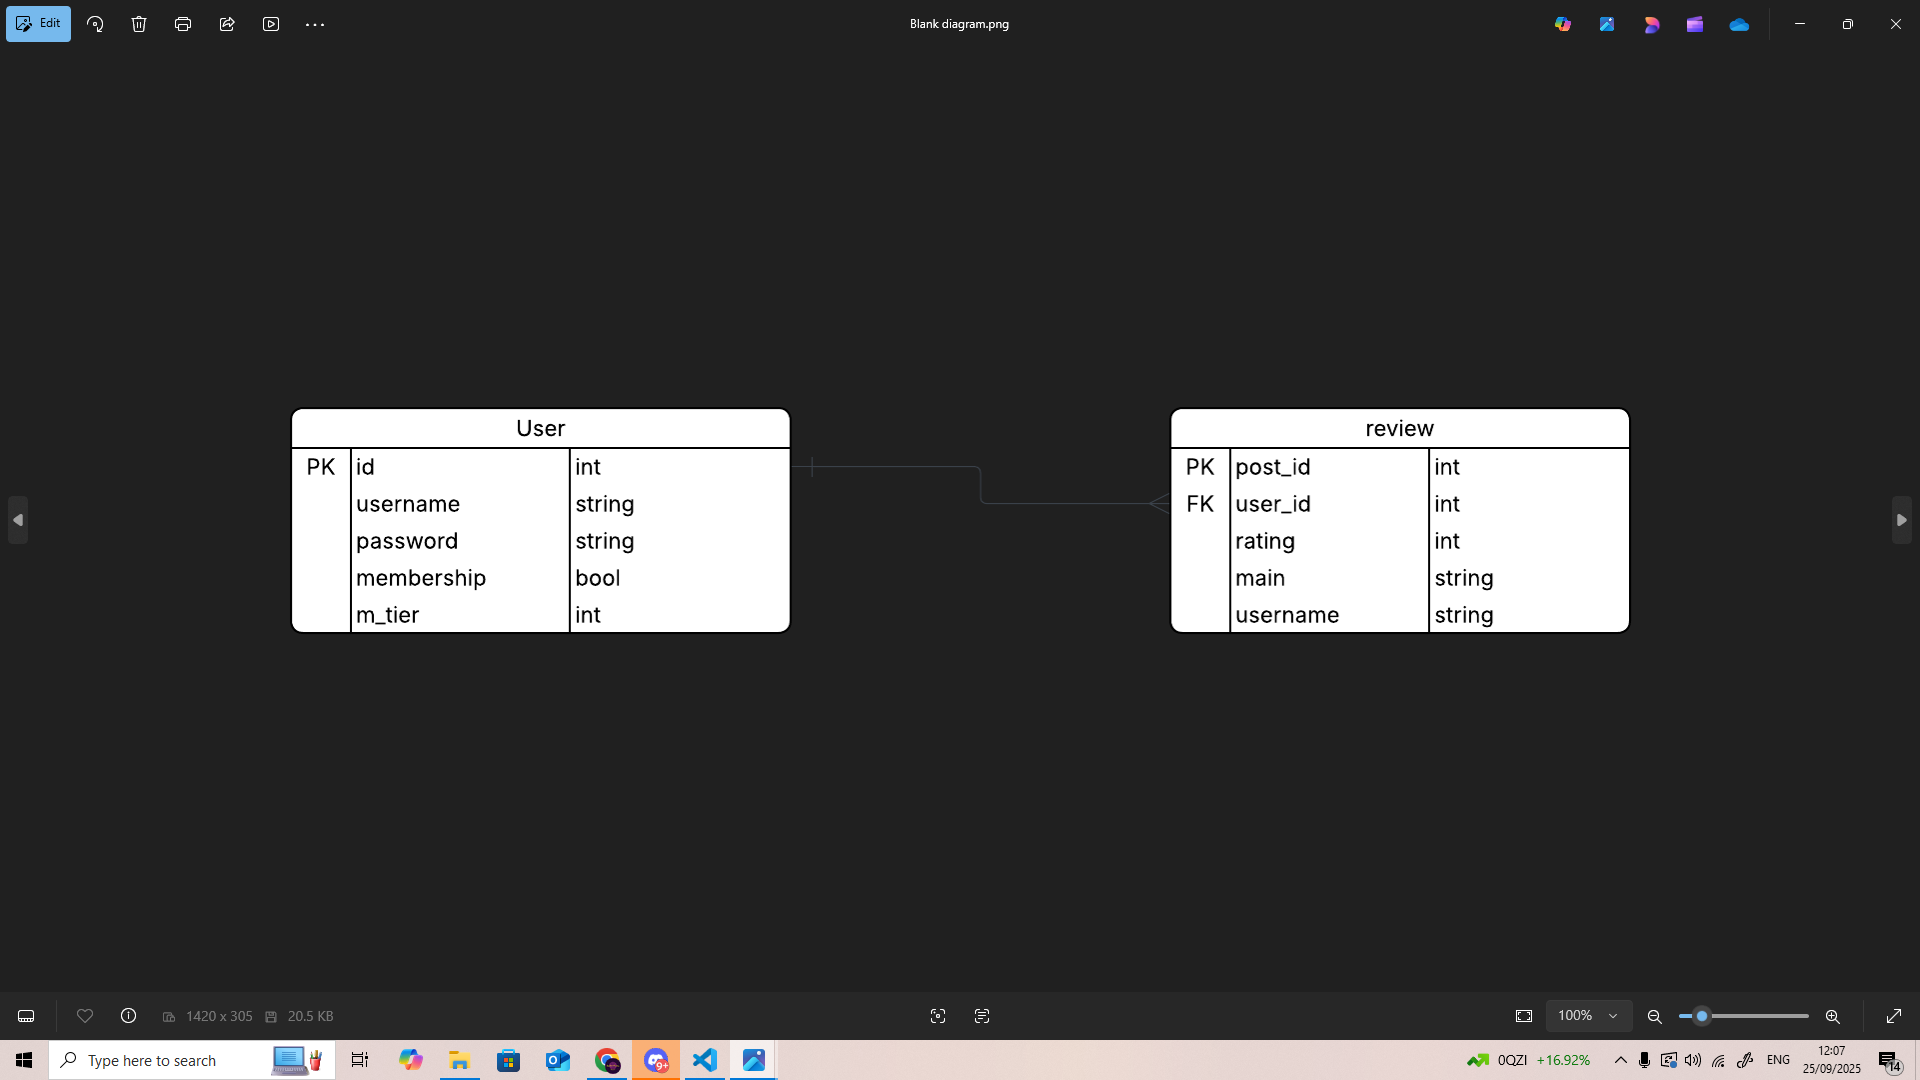 Edit
Blank diagram.png
User
PK id int
username string
password string
membership bool
m_tier int
review
PK post_id int
FK user_id int
rating int
main string
username string
1420 x 305
20.5 KB
100%
Type here to search
9+
0QZI +16.92%
ENG
12:07
25/09/2025
14